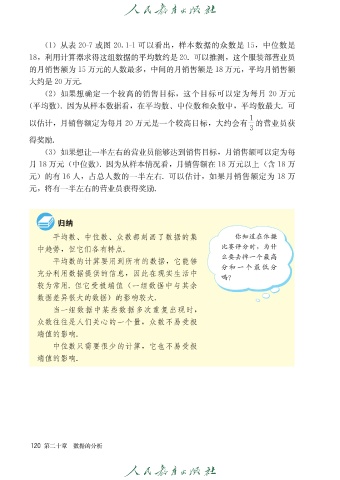 人民教育出版社
(1) 从表 20-7 或图 20.1-1 可以看出，样本数据的众数是 15，中位数是
18，利用计算器求得这组数据的平均数约是 20. 可以推测，这个服装部营业员
的月销售额为 15 万元的人数最多，中间的月销售额是 18 万元，平均月销售额
大约是 20 万元.
(2) 如果想确定一个较高的销售目标，这个目标可以定为每月 20 万元
(平均数). 因为从样本数据看，在平均数、中位数和众数中，平均数最大. 可
以估计，月销售额定为每月 20 万元是一个较高目标，大约会有 1/3 的营业员获
得奖励.
(3) 如果想让一半左右的营业员能够达到销售目标，月销售额可以定为每
月 18 万元 (中位数). 因为从样本情况看，月销售额在 18 万元以上 (含 18 万
元) 的有 16 人，占总人数的一半左右. 可以估计，如果月销售额定为 18 万
元，将有一半左右的营业员获得奖励.
归纳
平均数、中位数、众数都刻画了数据的集
中趋势，但它们各有特点.
平均数的计算要用到所有的数据，它能够
充分利用数据提供的信息，因此在现实生活中
较为常用. 但它受极端值 (一组数据中与其余
数据差异很大的数据) 的影响较大.
当一组数据中某些数据多次重复出现时，
众数往往是人们关心的一个量，众数不易受极
端值的影响.
中位数只需要很少的计算，它也不易受极
端值的影响.
你知道在体操
比赛评分时，为什
么要去掉一个最高
分和一个最低分
吗？
120 第二十章 数据的分析
人民教育出版社